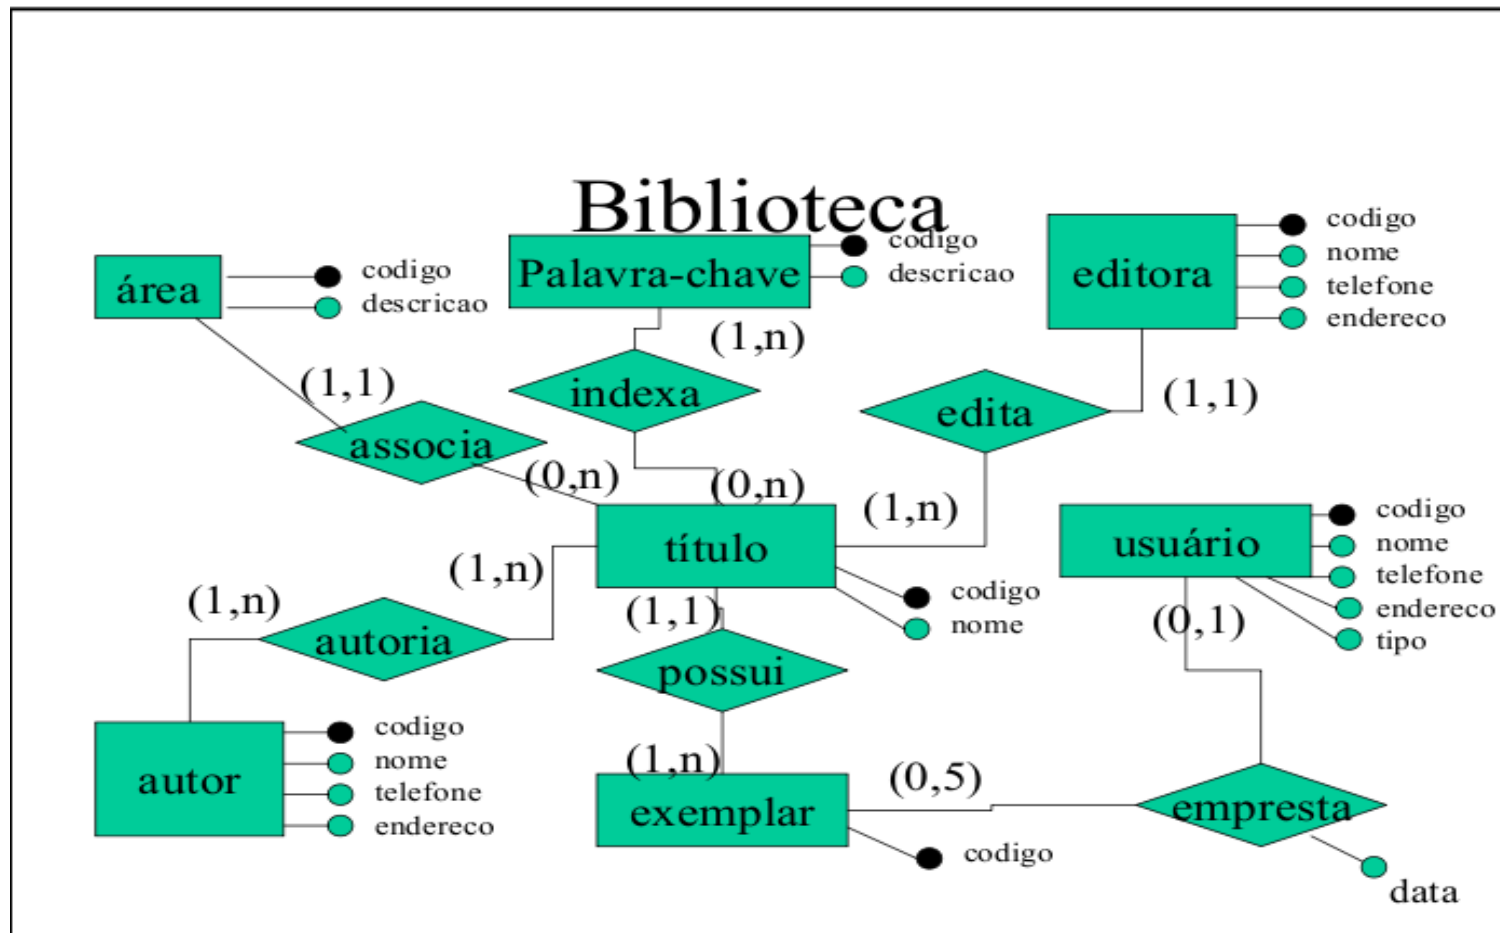 Biblioteca
área
codigo
descricao
Palavra-chave
codigo
descricao
editora
codigo
nome
telefone
endereco
(1,1)
associa
(0,n)
(1,n)
indexa
(0,n)
edita
(1,1)
(1,n)
título
codigo
nome
usuário
codigo
nome
telefone
endereco
tipo
(0,1)
(1,n)
autoria
(1,n)
(1,1)
possui
(1,n)
autor
codigo
nome
telefone
endereco
exemplar
codigo
(0,5)
empresta
data